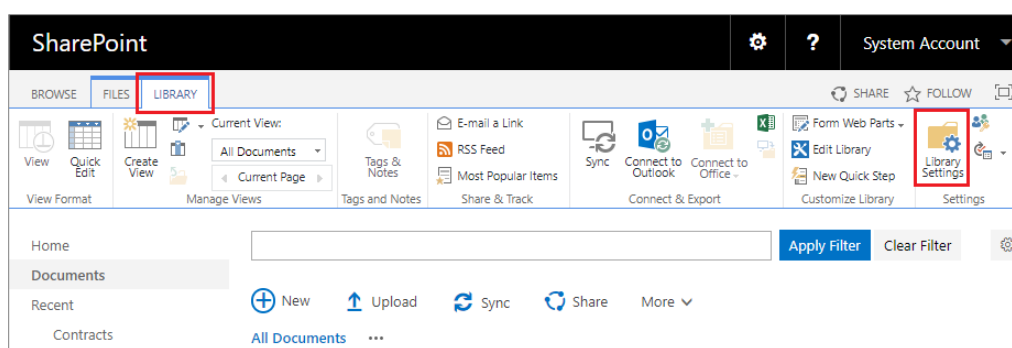 SharePoint
? System Account
BROWSE FILES LIBRARY
SHARE FOLLOW
View
Quick Edit
Create View
Current View:
All Documents
Current Page
Tags & Notes
E-mail a Link
RSS Feed
Most Popular Items
Sync
Connect to Outlook
Connect to Office
Form Web Parts
Edit Library
New Quick Step
Library Settings
View Format
Manage Views
Tags and Notes
Share & Track
Connect & Export
Customize Library
Settings
Home
Apply Filter Clear Filter
Documents
Recent
Contracts
New Upload Sync Share More
All Documents ...